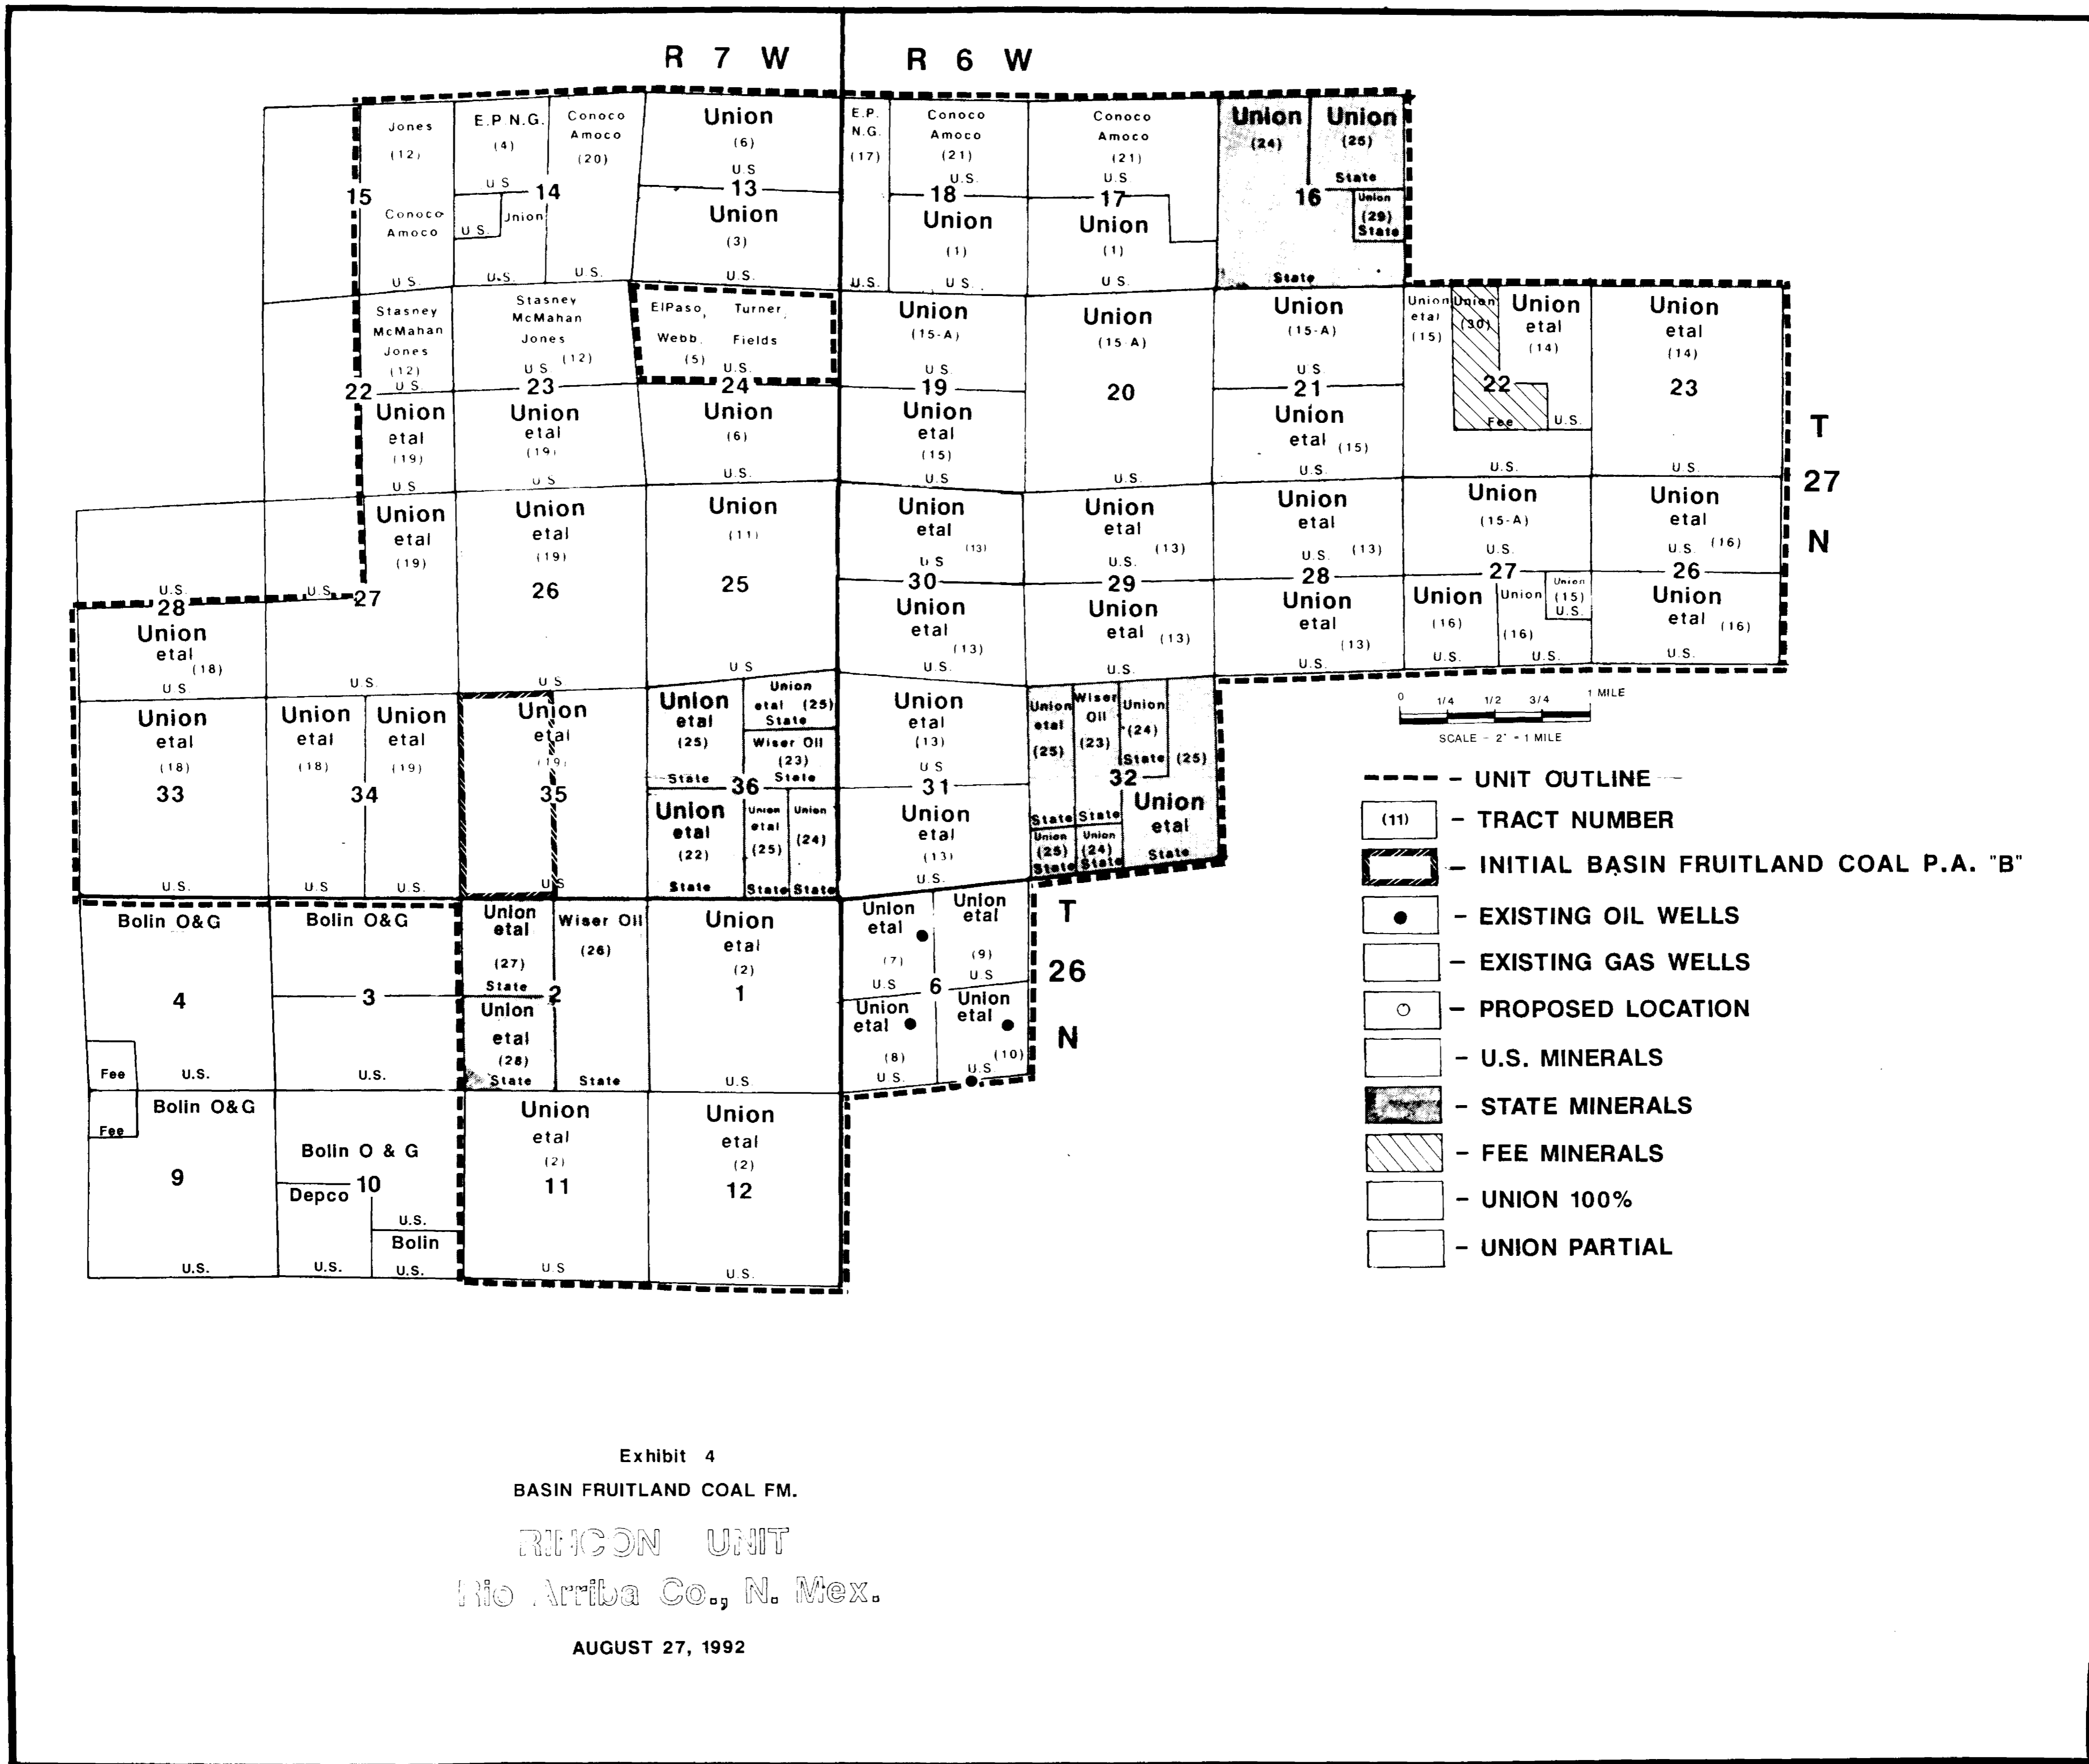 R 7 W
R 6 W
Jones
(12)
Conoco
Amoco
U S.
15
E.P N.G.
(4)
U S
14
U S.
U.S.
Conoco
Amoco
(20)
U.S.
Union
(6)
U.S
13
Union
(3)
U.S.
E.P.
N.G.
(17)
U.S.
Conoco
Amoco
(21)
U.S.
18
Union
(1)
U S.
Conoco
Amoco
(21)
U.S
17
Union
(1)
U.S.
Union
(24)
Union
(25)
State
16
Union
(29)
State
State
Stasney
McMahan
Jones
(12)
U S.
22
Union
etal
(19)
U S
Stasney
McMahan
Jones
U S (12)
23
Union
etal
(19)
U S
ElPaso, Turner,
Webb, Fields
(5) U.S.
24
Union
(6)
U.S.
Union
(15-A)
U S.
19
Union
etal
(15)
U.S
Union
(15-A)
20
U.S.
Union
(15-A)
U S
21
Union
etal (15)
U.S.
Union
etal
(15)
Union
(30)
Union
etal
(14)
22
Fee
U.S.
U.S.
Union
etal
(14)
23
U.S.
T
27
N
U.S.
28
Union
etal
(18)
U S
U.S.
27
Union
etal
(19)
U.S.
Union
etal
(19)
26
U S
Union
(11)
25
U S
Union
etal
(13)
U S
30
Union
etal
(13)
U.S.
Union
etal
(13)
U.S.
29
Union
etal (13)
U.S.
Union
etal
U.S. (13)
28
Union
etal
(13)
U.S.
Union
(15-A)
U.S.
27
Union
(16)
U.S.
Union
(16)
U.S.
Union
(15)
U.S.
Union
etal
U.S. (16)
26
Union
etal (16)
U.S.
Union
etal
(18)
33
U.S.
Union
etal
(18)
34
U.S
Union
etal
(19)
U.S.
Union
etal
(19)
35
U S
Union
etal
(25)
State
Union
etal (25)
State
Wiser Oil
(23)
State
36
Union
etal
(22)
State
Union
etal
(25)
State
Union
(24)
State
Union
etal
(13)
U S
31
Union
etal
(13)
U.S.
Union
etal
(25)
State
Wiser
Oil
(23)
State
Union
(24)
State
(25)
32
Union
(25)
State
Union
(24)
State
Union
etal
State
0 1/4 1/2 3/4 1 MILE
SCALE - 2" = 1 MILE
Bolin O&G
4
Fee
U.S.
Bolin O&G
3
U.S.
Union
etal
(27)
State
2
Union
etal
(28)
State
Wiser Oil
(26)
State
Union
etal
(2)
1
U.S
Union
etal
(7)
U.S
Union
etal
(9)
U S
6
Union
etal
(8)
U S.
Union
etal
(10)
U.S.
T
26
N
Bolin O&G
Fee
9
U.S.
Bolin O & G
10
Depco
U.S.
U.S.
Bolin
U.S.
Union
etal
(2)
11
U S
Union
etal
(2)
12
U.S.
- UNIT OUTLINE
(11) - TRACT NUMBER
- INITIAL BASIN FRUITLAND COAL P.A. "B"
- EXISTING OIL WELLS
- EXISTING GAS WELLS
- PROPOSED LOCATION
- U.S. MINERALS
- STATE MINERALS
- FEE MINERALS
- UNION 100%
- UNION PARTIAL
Exhibit 4
BASIN FRUITLAND COAL FM.
RINCON UNIT
Rio Arriba Co., N. Mex.
AUGUST 27, 1992